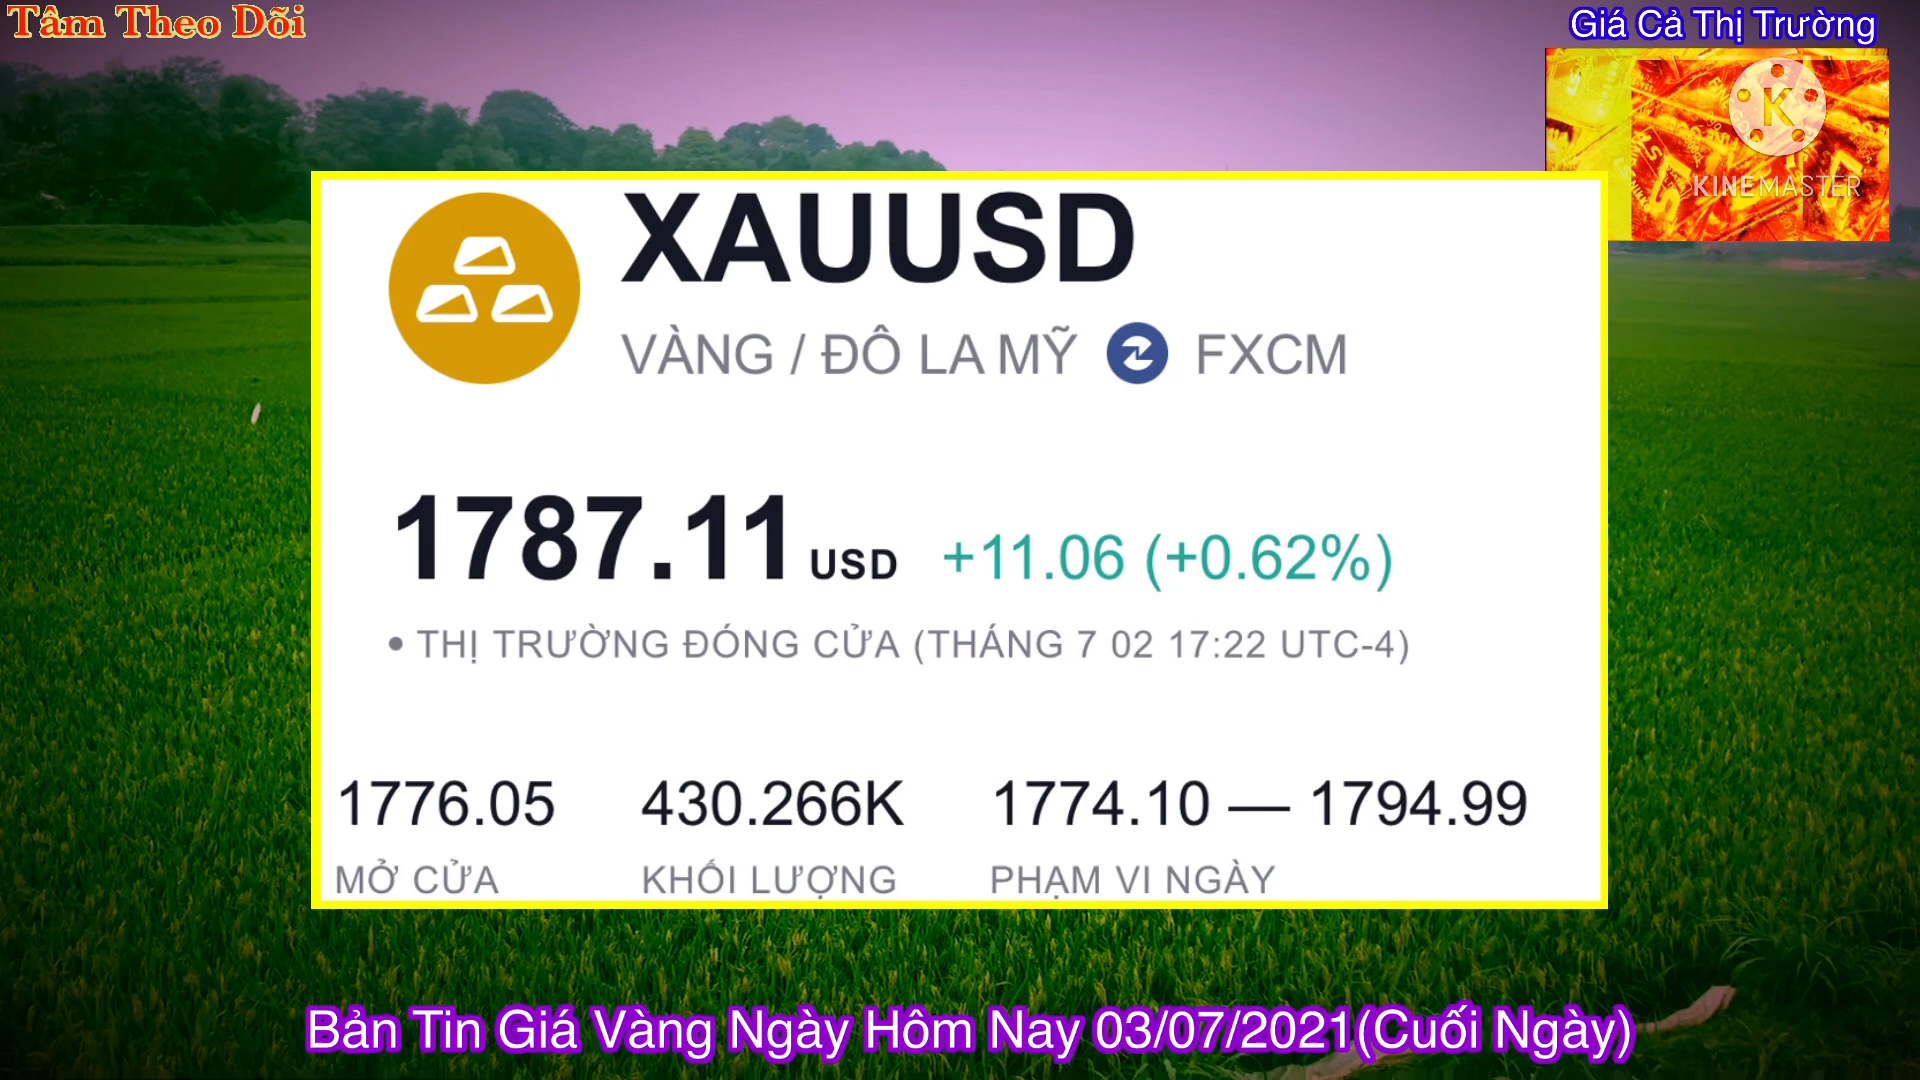 Tâm Theo Dõi
Giá Cả Thị Trường
K
KINEMASTER
XAUUSD
VÀNG / ĐÔ LA MỸ FXCM
1787.11 USD +11.06 (+0.62%)
• THỊ TRƯỜNG ĐÓNG CỬA (THÁNG 7 02 17:22 UTC-4)
1776.05 430.266K 1774.10 — 1794.99
MỞ CỬA KHỐI LƯỢNG PHẠM VI NGÀY
Bản Tin Giá Vàng Ngày Hôm Nay 03/07/2021(Cuối Ngày)